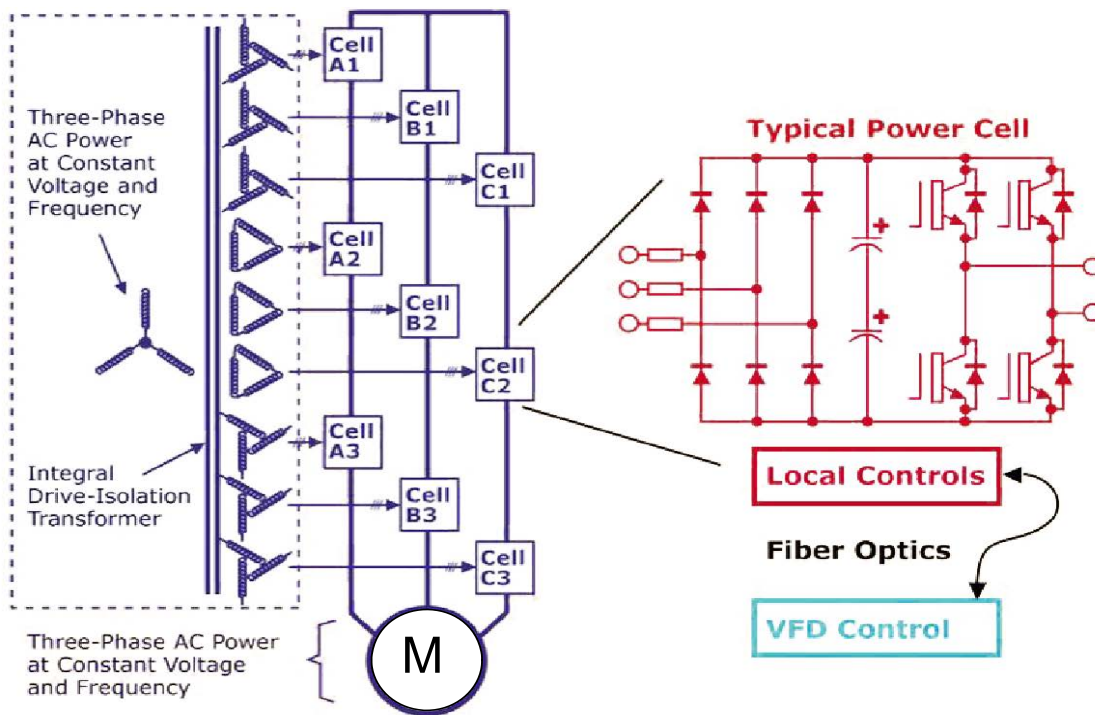 Three-Phase
AC Power
at Constant
Voltage and
Frequency
Integral
Drive-Isolation
Transformer
Cell
A1
Cell
B1
Cell
C1
Cell
A2
Cell
B2
Cell
C2
Cell
A3
Cell
B3
Cell
C3
Three-Phase AC Power
at Constant Voltage
and Frequency
M
Typical Power Cell
+
+
Local Controls
Fiber Optics
VFD Control